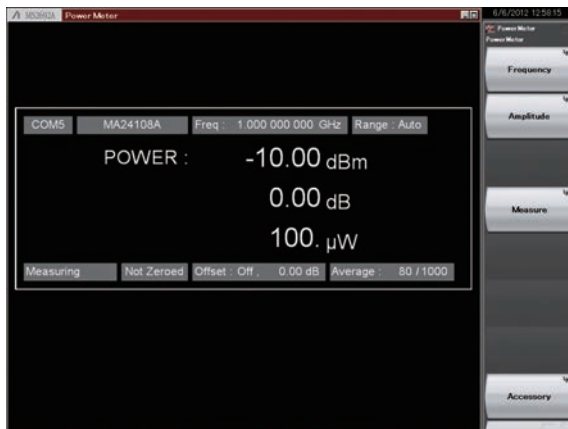 MS2692A Power Meter
6/6/2012 12:58:15
Power Meter
Power Meter
Frequency
Amplitude
Measure
Accessory
COM5 MA24108A Freq : 1.000 000 000 GHz Range : Auto
POWER : -10.00 dBm
0.00 dB
100. µW
Measuring Not Zeroed Offset : Off , 0.00 dB Average : 80 / 1000